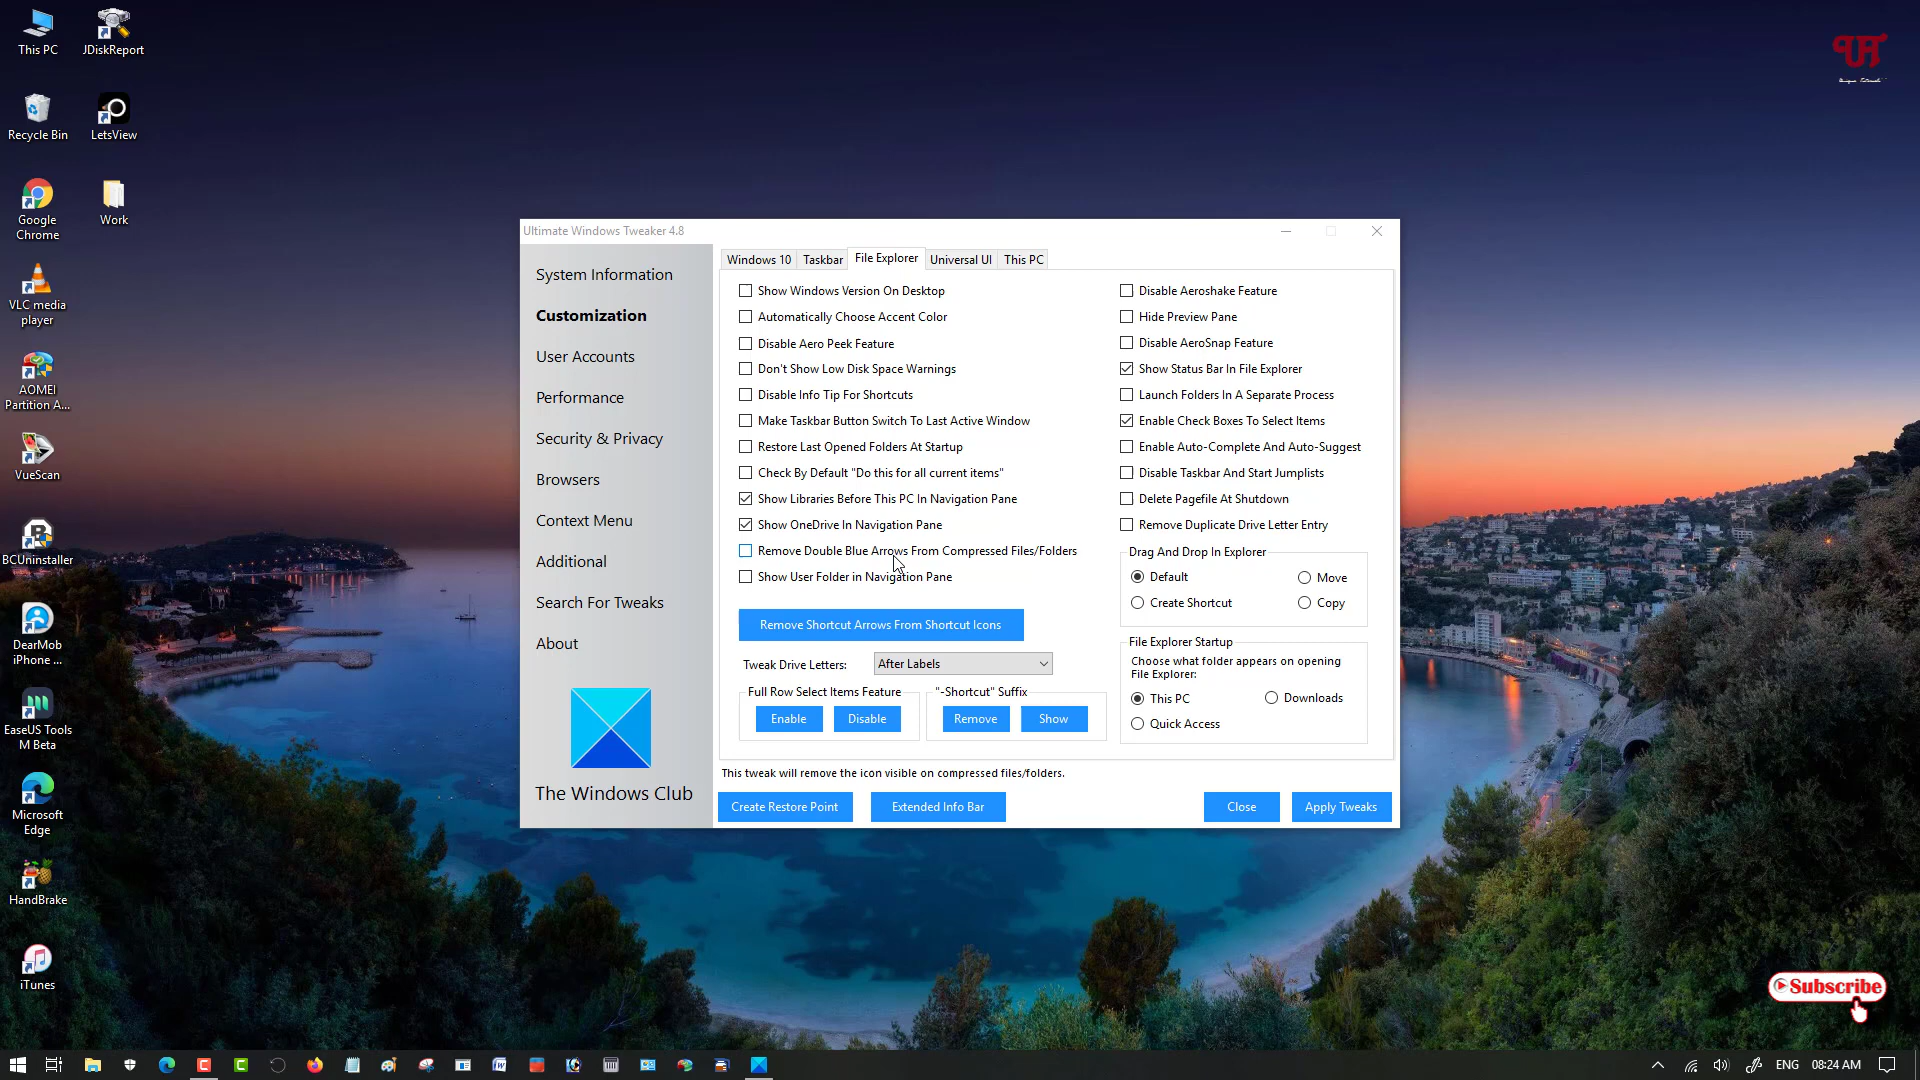 This PC
JDiskReport
Recycle Bin
LetsView
Google
Chrome
Work
VLC media
player
AOMEI
Partition A...
VueScan
BCUninstaller
DearMob
iPhone ...
EaseUS Tools
M Beta
Microsoft
Edge
HandBrake
iTunes
UT
Ultimate Windows Tweaker 4.8
System Information
Customization
User Accounts
Performance
Security & Privacy
Browsers
Context Menu
Additional
Search For Tweaks
About
The Windows Club
Windows 10
Taskbar
File Explorer
Universal UI
This PC
Show Windows Version On Desktop
Automatically Choose Accent Color
Disable Aero Peek Feature
Don't Show Low Disk Space Warnings
Disable Info Tip For Shortcuts
Make Taskbar Button Switch To Last Active Window
Restore Last Opened Folders At Startup
Check By Default "Do this for all current items"
Show Libraries Before This PC In Navigation Pane
Show OneDrive In Navigation Pane
Remove Double Blue Arrows From Compressed Files/Folders
Show User Folder in Navigation Pane
Remove Shortcut Arrows From Shortcut Icons
Tweak Drive Letters:
After Labels
Full Row Select Items Feature
Enable
Disable
"-Shortcut" Suffix
Remove
Show
Disable Aeroshake Feature
Hide Preview Pane
Disable AeroSnap Feature
Show Status Bar In File Explorer
Launch Folders In A Separate Process
Enable Check Boxes To Select Items
Enable Auto-Complete And Auto-Suggest
Disable Taskbar And Start Jumplists
Delete Pagefile At Shutdown
Remove Duplicate Drive Letter Entry
Drag And Drop In Explorer
Default
Move
Create Shortcut
Copy
File Explorer Startup
Choose what folder appears on opening
File Explorer:
This PC
Downloads
Quick Access
This tweak will remove the icon visible on compressed files/folders.
Create Restore Point
Extended Info Bar
Close
Apply Tweaks
Subscribe
ENG
08:24 AM